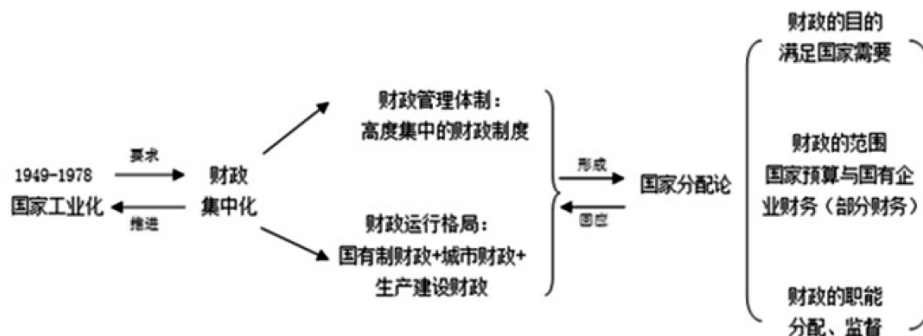 1949-1978
国家工业化
要求
推进
财政
集中化
财政管理体制：
高度集中的财政制度
财政运行格局：
国有制财政+城市财政+
生产建设财政
形成
回应
国家分配论
财政的目的
满足国家需要
财政的范围
国家预算与国有企
业财务（部分财务）
财政的职能
分配、监督